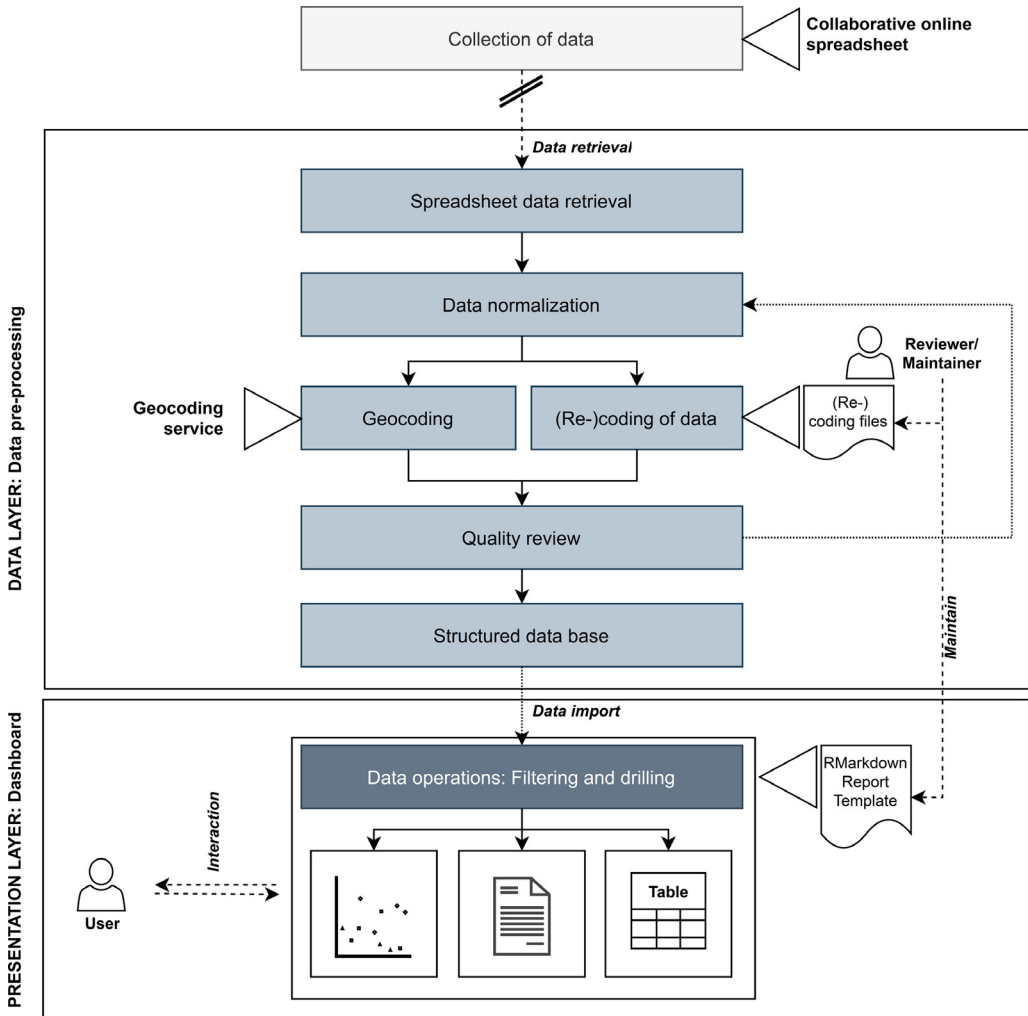 Collection of data
Collaborative online
spreadsheet
Data retrieval
DATA LAYER: Data pre-processing
Spreadsheet data retrieval
Data normalization
Reviewer/
Maintainer
Geocoding
service
Geocoding
(Re-)coding of data
(Re-)
coding files
Quality review
Structured data base
Maintain
PRESENTATION LAYER: Dashboard
Data import
Data operations: Filtering and drilling
RMarkdown
Report
Template
Interaction
User
Table